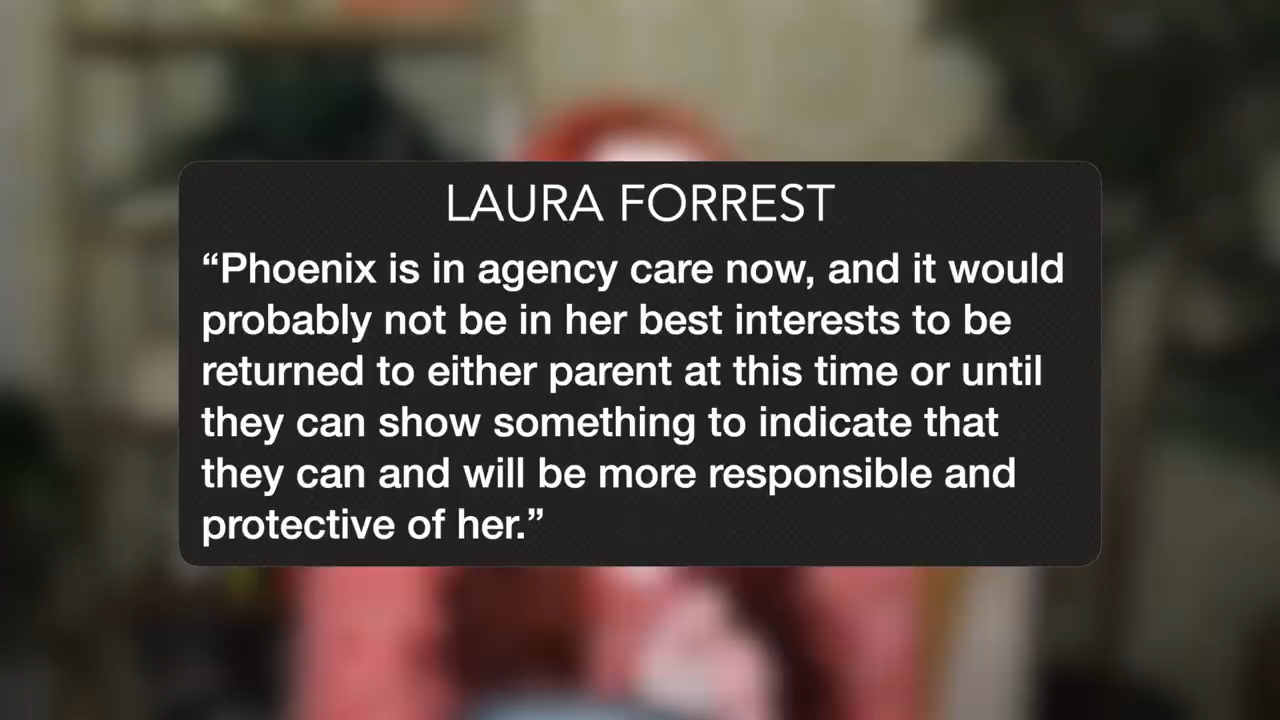 LAURA FORREST
“Phoenix is in agency care now, and it would
probably not be in her best interests to be
returned to either parent at this time or until
they can show something to indicate that
they can and will be more responsible and
protective of her.”